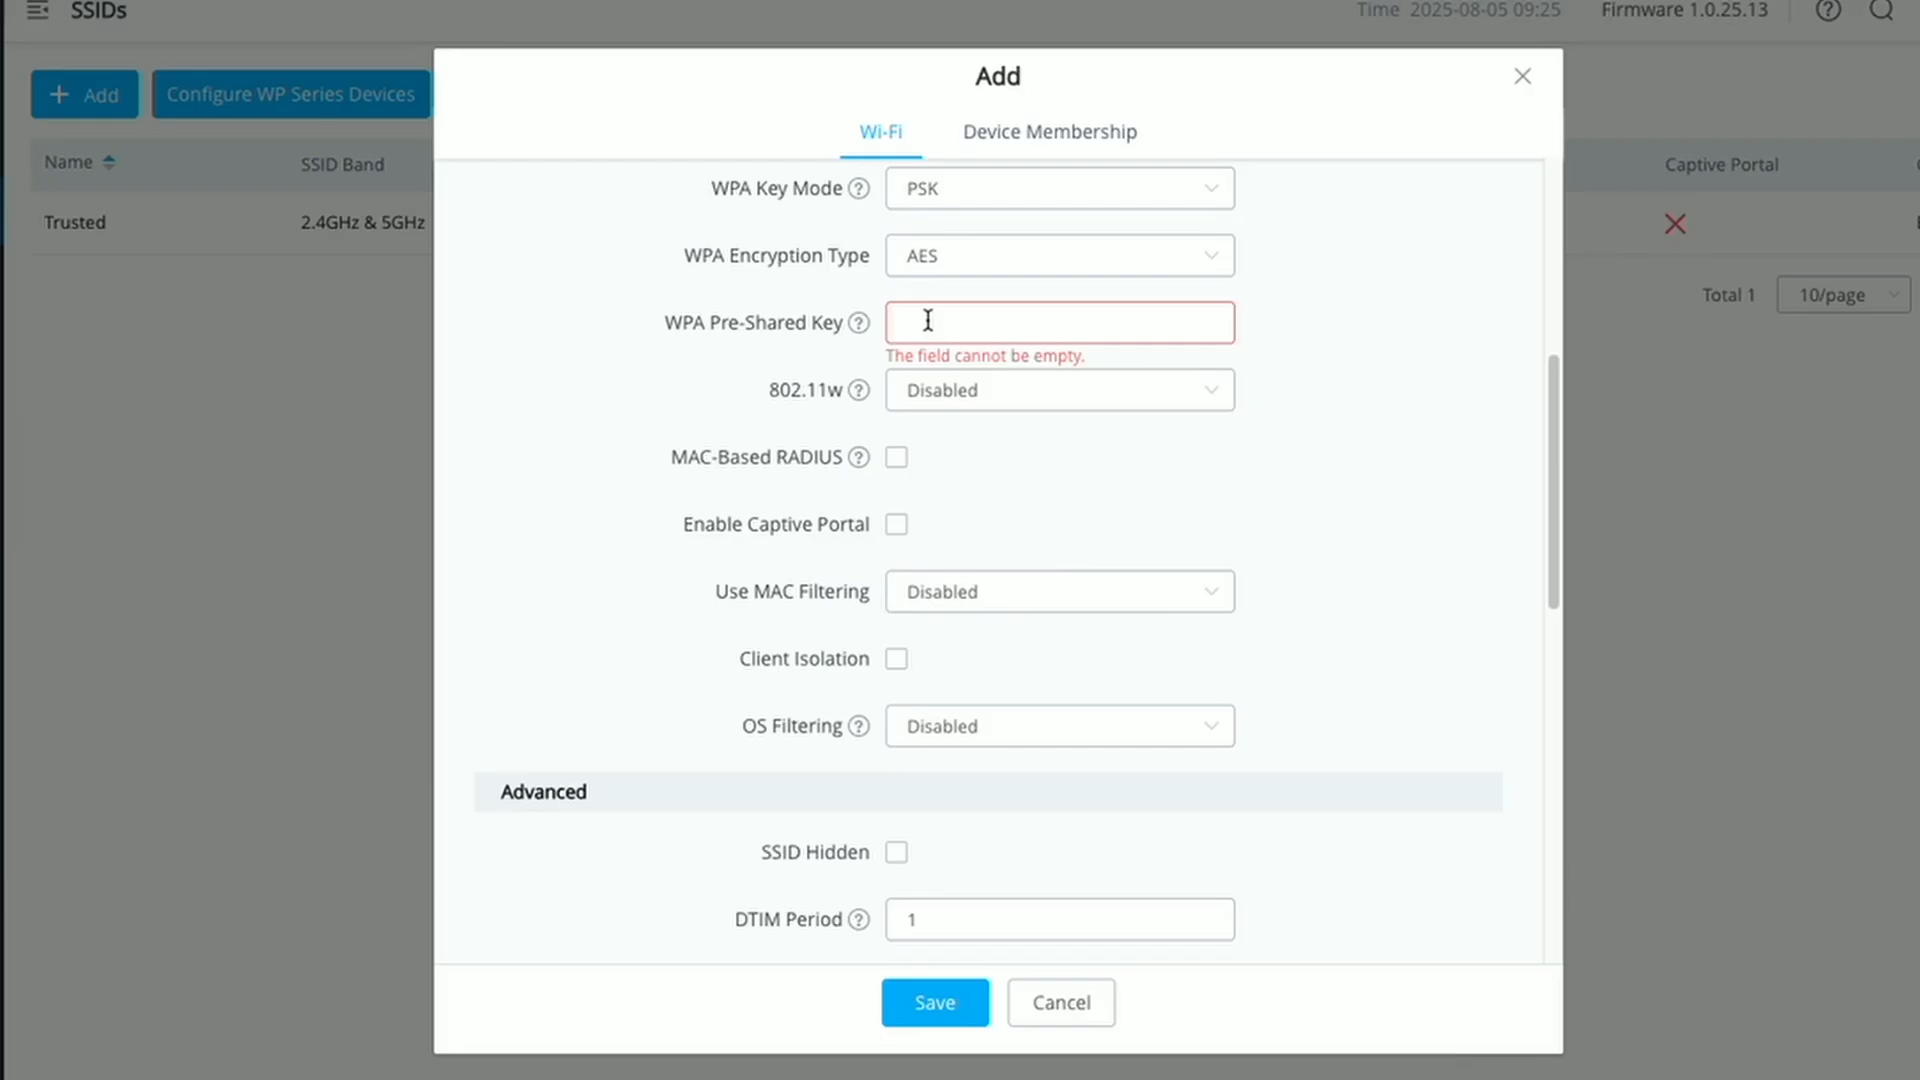 SSIDs
Time 2025-08-05 09:25 Firmware 1.0.25.13
+ Add
Configure WP Series Devices
Name
SSID Band
Captive Portal
Trusted
2.4GHz & 5GHz
Total 1
10/page
Add
Wi-Fi
Device Membership
WPA Key Mode ? PSK
WPA Encryption Type AES
WPA Pre-Shared Key ?
The field cannot be empty.
802.11w ? Disabled
MAC-Based RADIUS ?
Enable Captive Portal
Use MAC Filtering Disabled
Client Isolation
OS Filtering ? Disabled
Advanced
SSID Hidden
DTIM Period ? 1
Save
Cancel